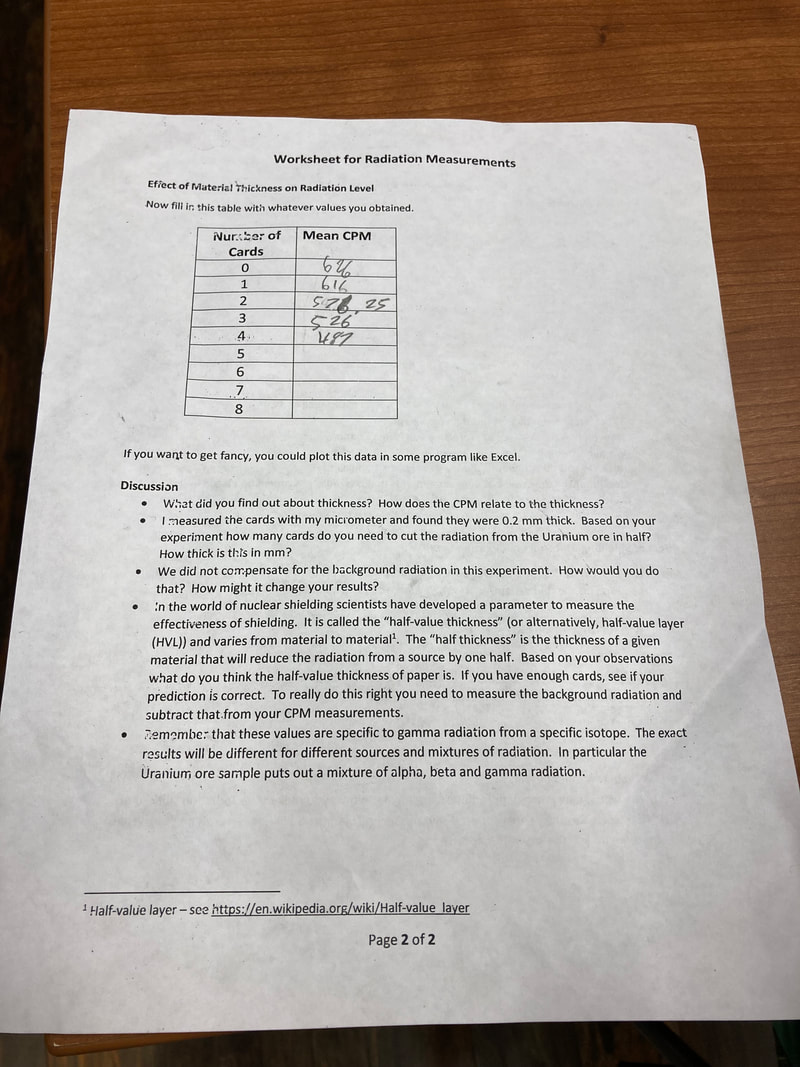 Worksheet for Radiation Measurements
Effect of Material Thickness on Radiation Level
Now fill in this table with whatever values you obtained.
Number of Cards Mean CPM
0 626
1 616
2 25
3 526
4 487
5
6
7
8
If you want to get fancy, you could plot this data in some program like Excel.
Discussion
• What did you find out about thickness? How does the CPM relate to the thickness?
• I measured the cards with my micrometer and found they were 0.2 mm thick. Based on your
experiment how many cards do you need to cut the radiation from the Uranium ore in half?
How thick is this in mm?
• We did not compensate for the background radiation in this experiment. How would you do
that? How might it change your results?
• In the world of nuclear shielding scientists have developed a parameter to measure the
effectiveness of shielding. It is called the “half-value thickness” (or alternatively, half-value layer
(HVL)) and varies from material to material¹. The “half thickness” is the thickness of a given
material that will reduce the radiation from a source by one half. Based on your observations
what do you think the half-value thickness of paper is. If you have enough cards, see if your
prediction is correct. To really do this right you need to measure the background radiation and
subtract that from your CPM measurements.
• Remember that these values are specific to gamma radiation from a specific isotope. The exact
results will be different for different sources and mixtures of radiation. In particular the
Uranium ore sample puts out a mixture of alpha, beta and gamma radiation.
¹ Half-value layer – see https://en.wikipedia.org/wiki/Half-value_layer
Page 2 of 2